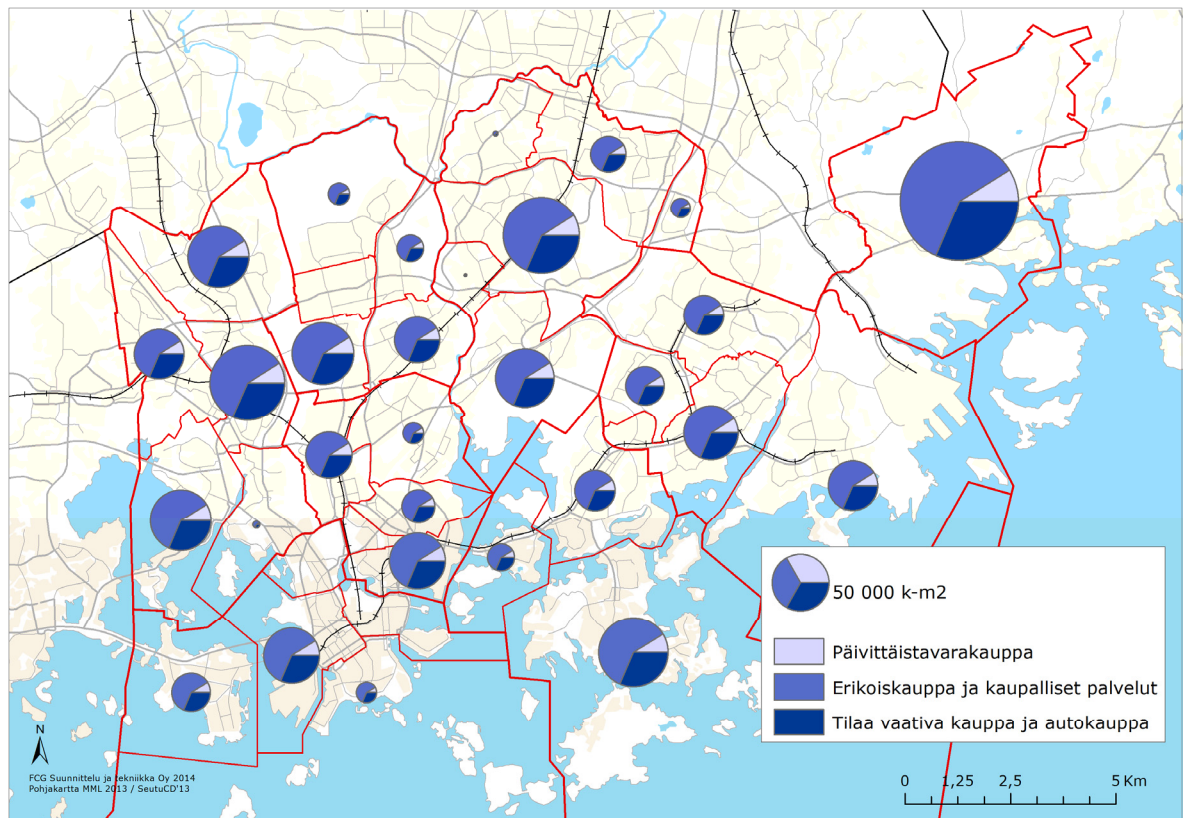 50 000 k-m2
Päivittäistavarakauppa
Erikoiskauppa ja kaupalliset palvelut
Tilaa vaativa kauppa ja autokauppa
N
FCG Suunnittelu ja tekniikka Oy 2014
Pohjakartta MML 2013 / SeutuCD'13
0 1,25 2,5 5 Km